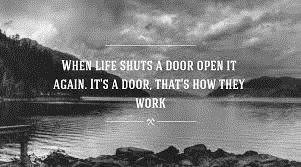 When life shuts a door open it
again. It's a door, that's how they
work